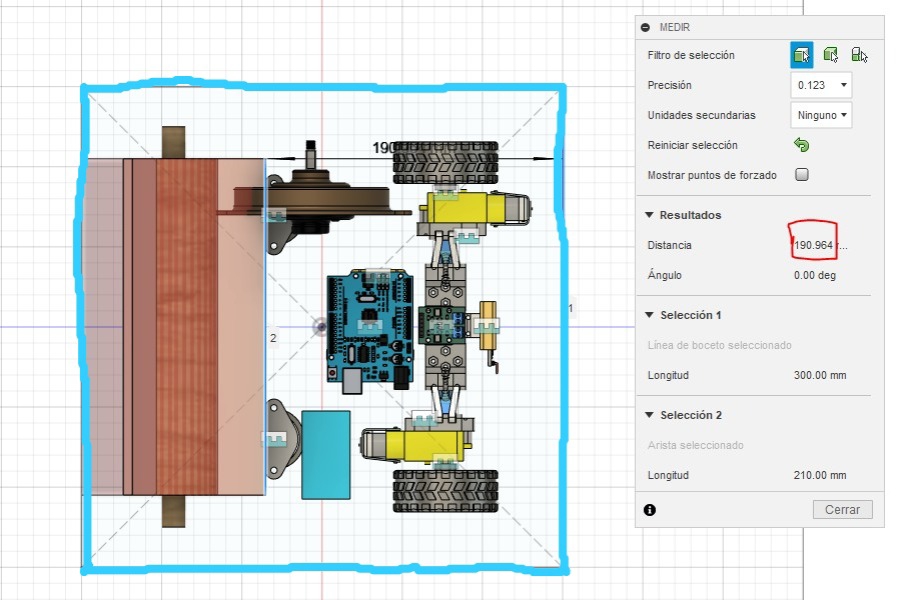 MEDIR
Filtro de selección
Precisión 0.123
Unidades secundarias Ninguno
Reiniciar selección
Mostrar puntos de forzado
Resultados
Distancia 190.964 r...
Ángulo 0.00 deg
Selección 1
Línea de boceto seleccionado
Longitud 300.00 mm
Selección 2
Arista seleccionado
Longitud 210.00 mm
Cerrar
190
1
2